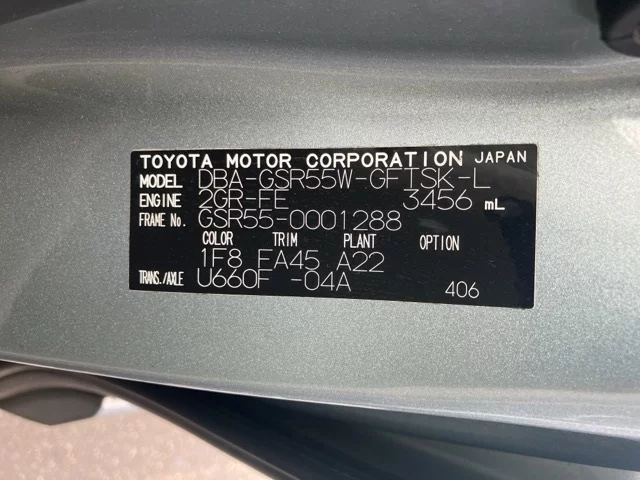 TOYOTA MOTOR CORPORATION JAPAN
MODEL DBA-GSR55W-GFTSK-L
ENGINE 2GR-FE 3456 mL
FRAME No. GSR55-0001288
COLOR TRIM PLANT OPTION
1F8 FA45 A22
TRANS./AXLE U660F -04A
406